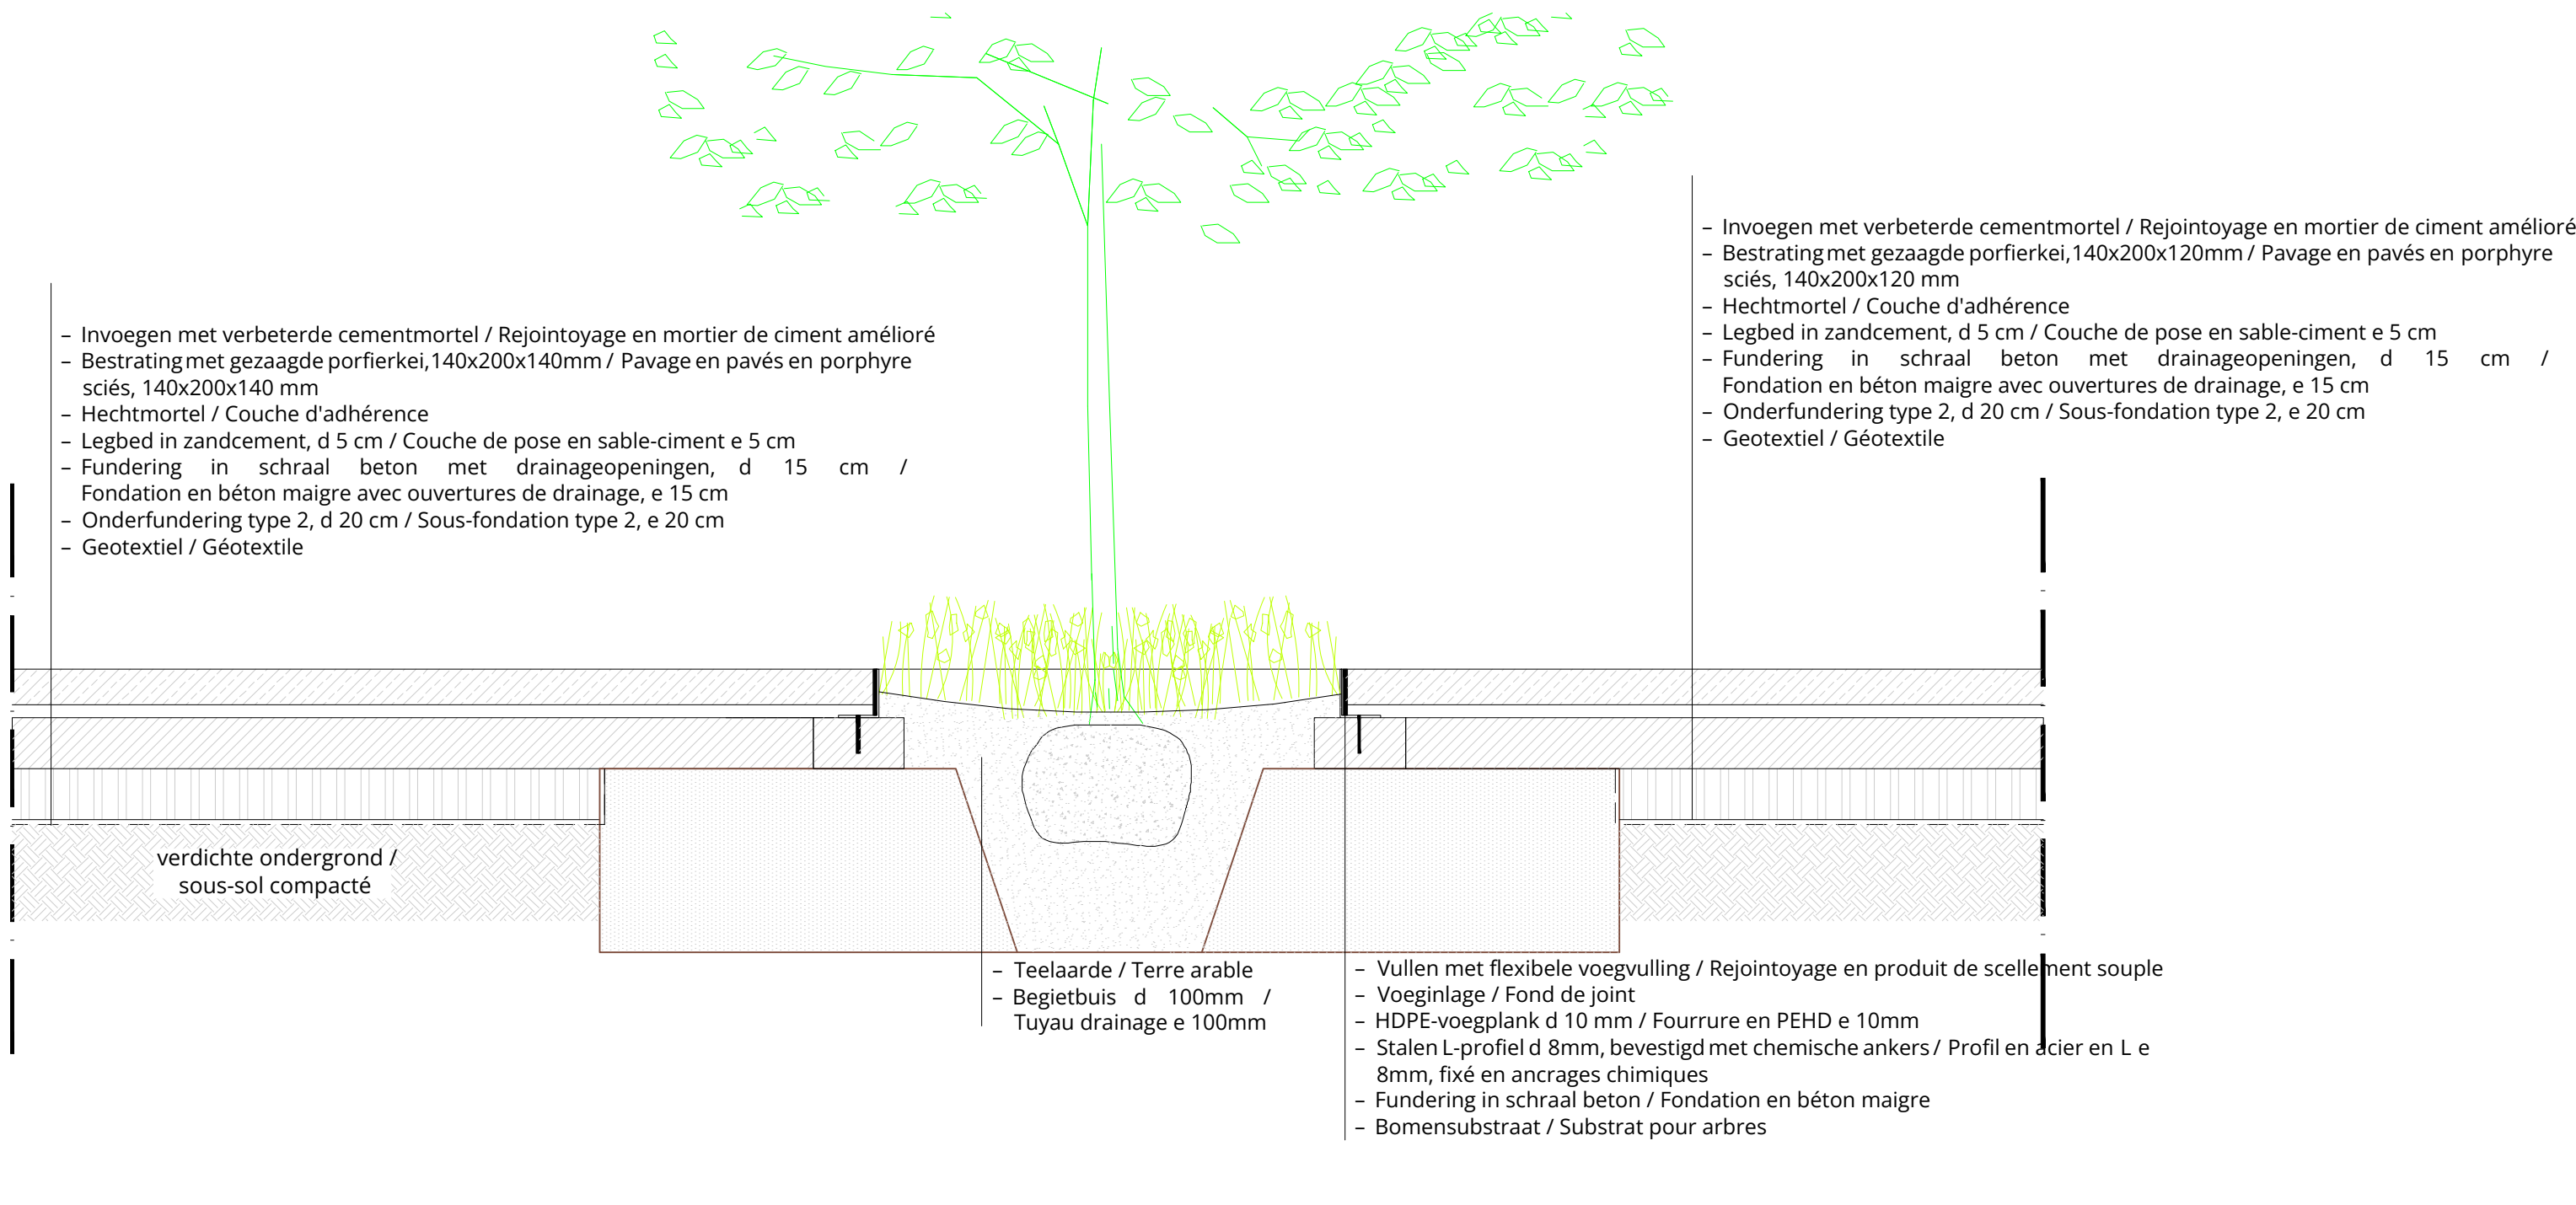 – Invoegen met verbeterde cementmortel / Rejointoyage en mortier de ciment amélioré
– Bestrating met gezaagde porfierkei,140x200x140mm / Pavage en pavés en porphyre
sciés, 140x200x140 mm
– Hechtmortel / Couche d'adhérence
– Legbed in zandcement, d 5 cm / Couche de pose en sable-ciment e 5 cm
– Fundering in schraal beton met drainageopeningen, d 15 cm /
Fondation en béton maigre avec ouvertures de drainage, e 15 cm
– Onderfundering type 2, d 20 cm / Sous-fondation type 2, e 20 cm
– Geotextiel / Géotextile
– Invoegen met verbeterde cementmortel / Rejointoyage en mortier de ciment amélioré
– Bestrating met gezaagde porfierkei,140x200x120mm / Pavage en pavés en porphyre
sciés, 140x200x120 mm
– Hechtmortel / Couche d'adhérence
– Legbed in zandcement, d 5 cm / Couche de pose en sable-ciment e 5 cm
– Fundering in schraal beton met drainageopeningen, d 15 cm /
Fondation en béton maigre avec ouvertures de drainage, e 15 cm
– Onderfundering type 2, d 20 cm / Sous-fondation type 2, e 20 cm
– Geotextiel / Géotextile
verdichte ondergrond /
sous-sol compacté
– Teelaarde / Terre arable
– Begietbuis d 100mm /
Tuyau drainage e 100mm
– Vullen met flexibele voegvulling / Rejointoyage en produit de scellement souple
– Voeginlage / Fond de joint
– HDPE-voegplank d 10 mm / Fourrure en PEHD e 10mm
– Stalen L-profiel d 8mm, bevestigd met chemische ankers / Profil en acier en L e
8mm, fixé en ancrages chimiques
– Fundering in schraal beton / Fondation en béton maigre
– Bomensubstraat / Substrat pour arbres